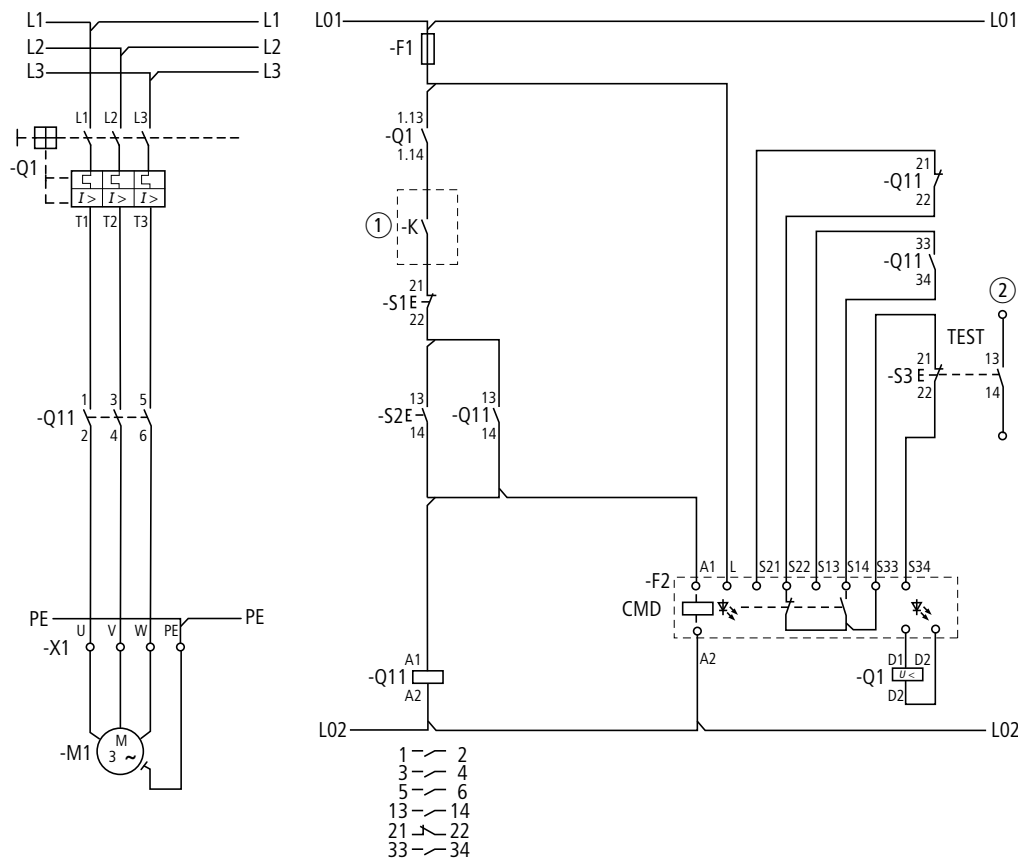 L1 L1
L2 L2
L3 L3
L1 L2 L3
-Q1
I> I> I>
T1 T2 T3
1 3 5
-Q11
2 4 6
PE PE
U V W PE
-X1
M
3 ~
-M1
L01 L01
-F1
1.13
-Q1
1.14
1 -K
21
-S1 E
22
13 13
-S2 E -Q11
14 14
A1
-Q11
A2
L02 L02
1 2
3 4
5 6
13 14
21 22
33 34
21
-Q11
22
33
-Q11
34
2
TEST
21 13
-S3 E
22 14
A1 L S21 S22 S13 S14 S33 S34
-F2
CMD
A2
D1 D2
-Q1 U<
D2